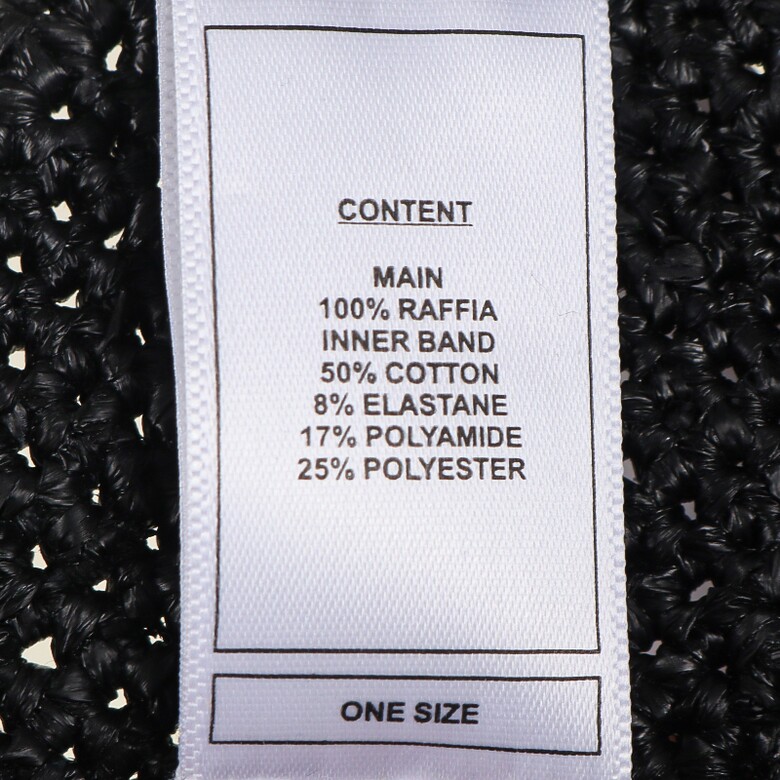 CONTENT
MAIN
100% RAFFIA
INNER BAND
50% COTTON
8% ELASTANE
17% POLYAMIDE
25% POLYESTER
ONE SIZE